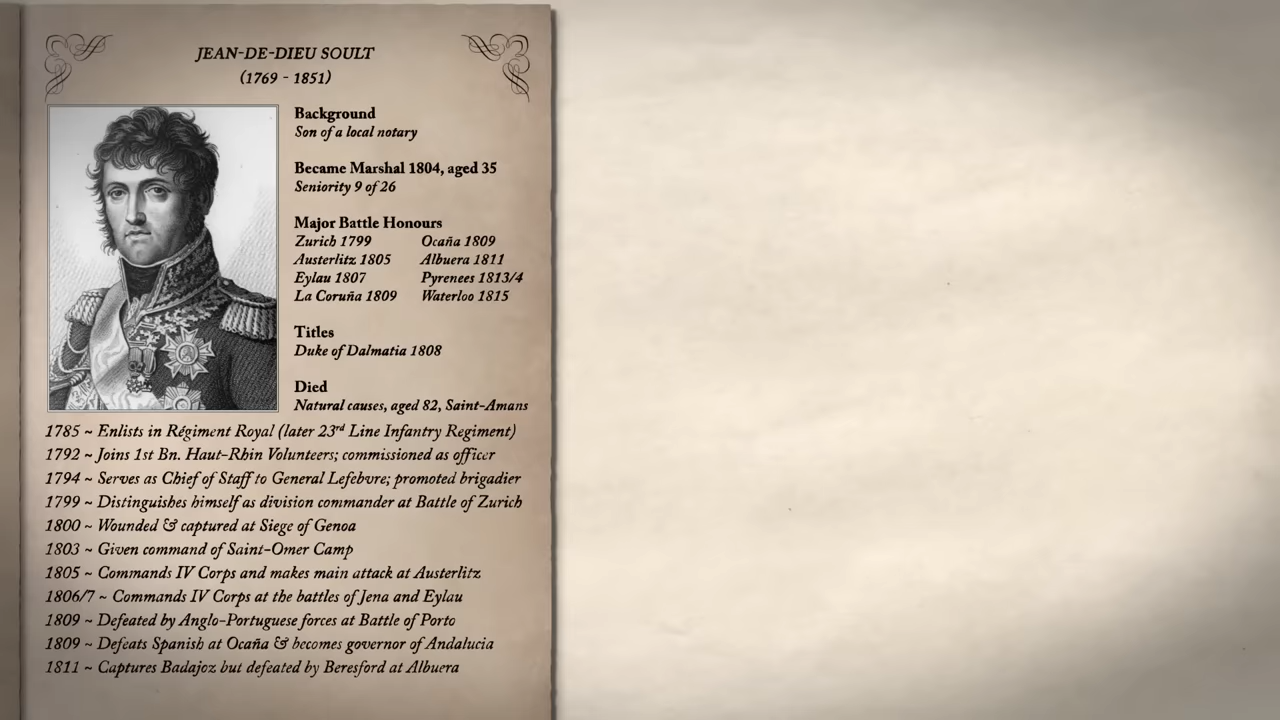 JEAN-DE-DIEU SOULT
(1769 - 1851)
Background
Son of a local notary
Became Marshal 1804, aged 35
Seniority 9 of 26
Major Battle Honours
Zurich 1799 Ocaña 1809
Austerlitz 1805 Albuera 1811
Eylau 1807 Pyrenees 1813/4
La Coruña 1809 Waterloo 1815
Titles
Duke of Dalmatia 1808
Died
Natural causes, aged 82, Saint-Amans
1785 ~ Enlists in Régiment Royal (later 23rd Line Infantry Regiment)
1792 ~ Joins 1st Bn. Haut-Rhin Volunteers; commissioned as officer
1794 ~ Serves as Chief of Staff to General Lefebvre; promoted brigadier
1799 ~ Distinguishes himself as division commander at Battle of Zurich
1800 ~ Wounded & captured at Siege of Genoa
1803 ~ Given command of Saint-Omer Camp
1805 ~ Commands IV Corps and makes main attack at Austerlitz
1806/7 ~ Commands IV Corps at the battles of Jena and Eylau
1809 ~ Defeated by Anglo-Portuguese forces at Battle of Porto
1809 ~ Defeats Spanish at Ocaña & becomes governor of Andalucia
1811 ~ Captures Badajoz but defeated by Beresford at Albuera